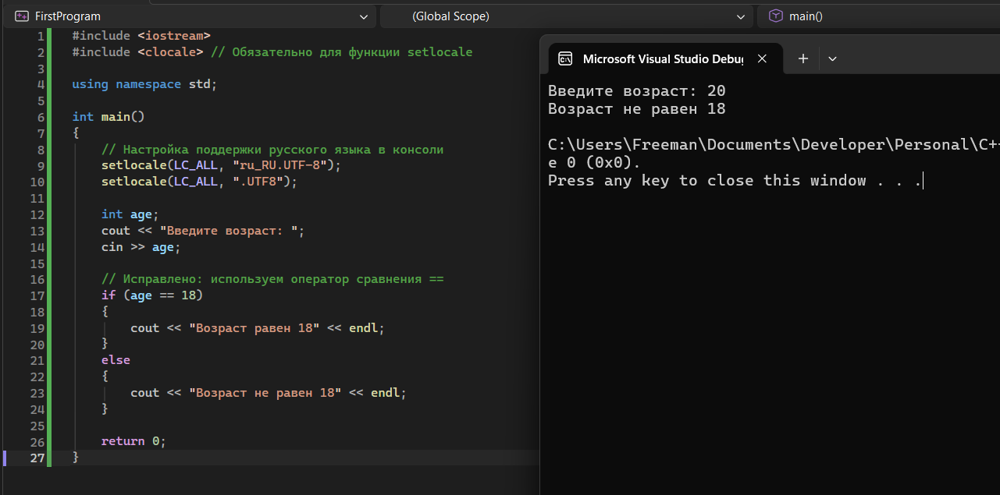 FirstProgram (Global Scope) main()
1 #include <iostream>
2 #include <clocale> // Обязательно для функции setlocale
3
4 using namespace std;
5
6 int main()
7 {
8 // Настройка поддержки русского языка в консоли
9 setlocale(LC_ALL, "ru_RU.UTF-8");
10 setlocale(LC_ALL, ".UTF8");
11
12 int age;
13 cout << "Введите возраст: ";
14 cin >> age;
15
16 // Исправлено: используем оператор сравнения ==
17 if (age == 18)
18 {
19 cout << "Возраст равен 18" << endl;
20 }
21 else
22 {
23 cout << "Возраст не равен 18" << endl;
24 }
25
26 return 0;
27 }
Microsoft Visual Studio Debug
Введите возраст: 20
Возраст не равен 18
C:\Users\Freeman\Documents\Developer\Personal\C+
е 0 (0x0).
Press any key to close this window . . .